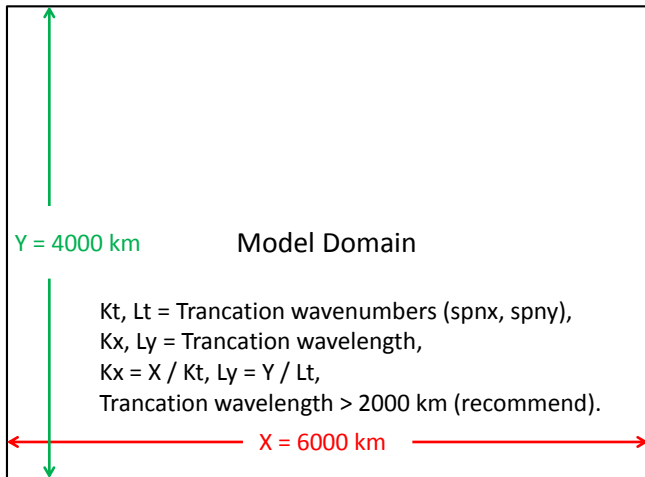 Y = 4000 km
Model Domain
Kt, Lt = Trancation wavenumbers (spnx, spny),
Kx, Ly = Trancation wavelength,
Kx = X / Kt, Ly = Y / Lt,
Trancation wavelength > 2000 km (recommend).
X = 6000 km